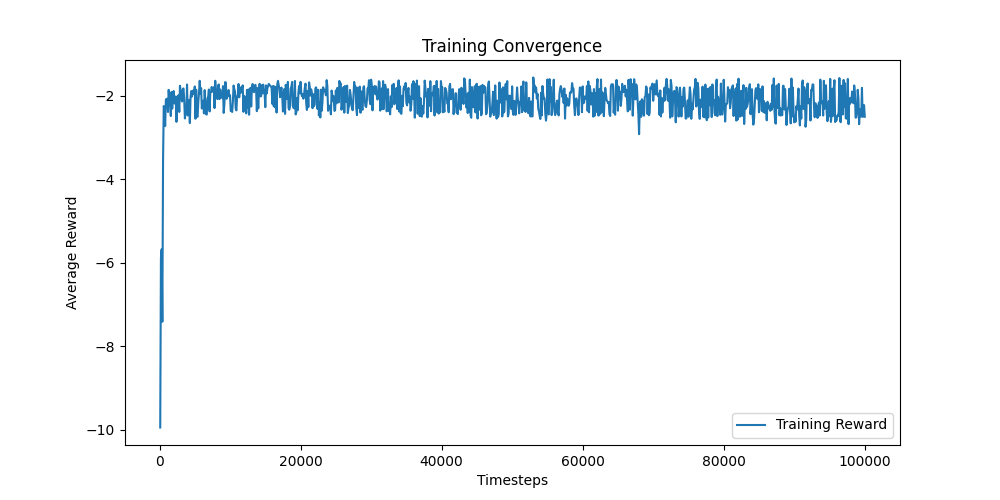 Training Convergence
Average Reward
−2
−4
−6
−8
−10
Training Reward
0 20000 40000 60000 80000 100000
Timesteps